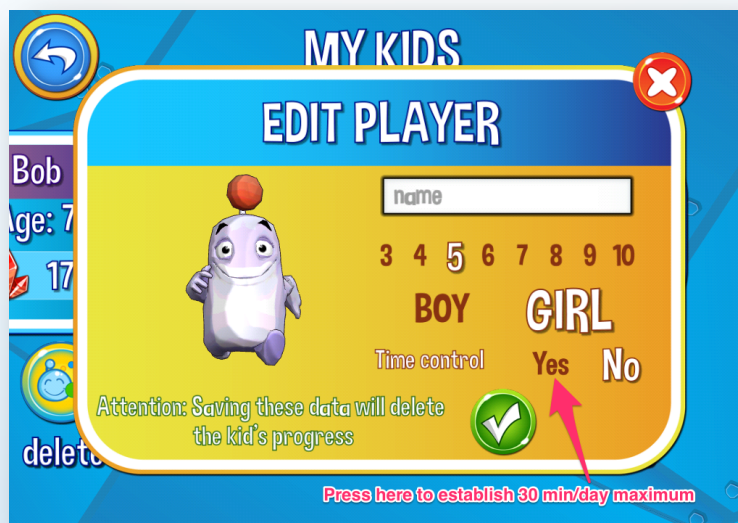 MY KIDS
EDIT PLAYER
Bob
Age: 7
17
name
3 4 5 6 7 8 9 10
BOY GIRL
Time control Yes No
Attention: Saving these data will delete
the kid's progress
delete
Press here to establish 30 min/day maximum